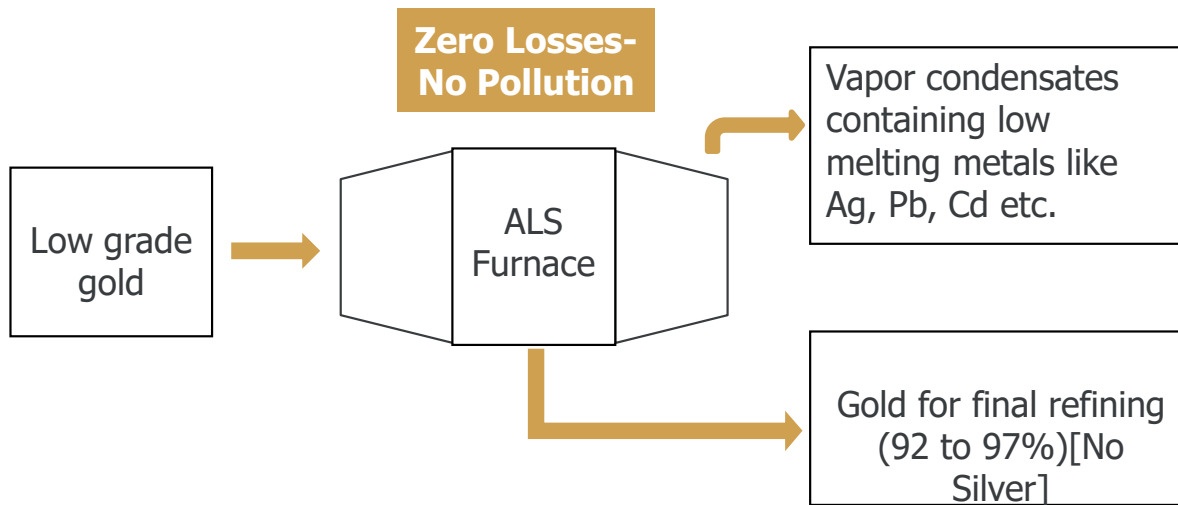 Zero Losses-
No Pollution
Low grade
gold
ALS
Furnace
Vapor condensates
containing low
melting metals like
Ag, Pb, Cd etc.
Gold for final refining
(92 to 97%)[No
Silver]